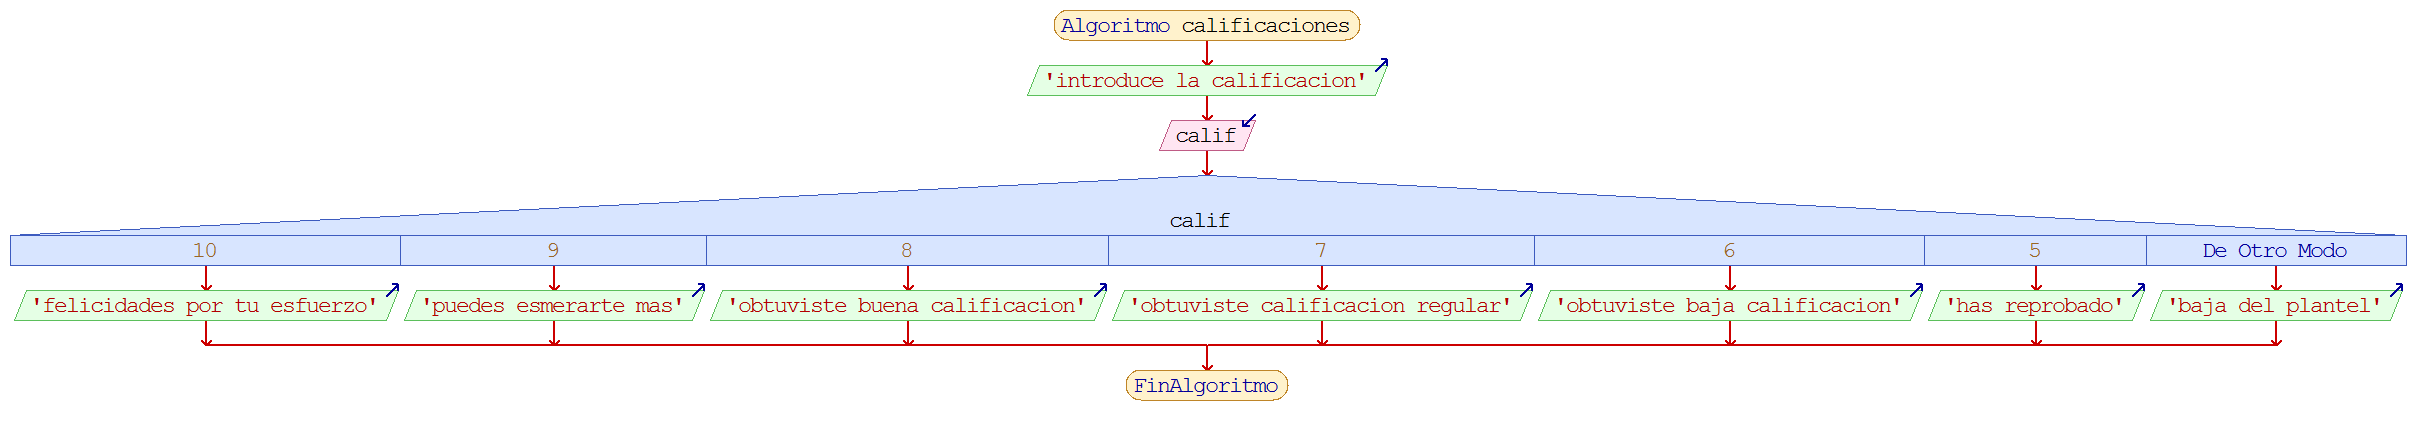 Algoritmo calificaciones
'introduce la calificacion'
calif
calif
10 9 8 7 6 5 De Otro Modo
'felicidades por tu esfuerzo' 'puedes esmerarte mas' 'obtuviste buena calificacion' 'obtuviste calificacion regular' 'obtuviste baja calificacion' 'has reprobado' 'baja del plantel'
FinAlgoritmo